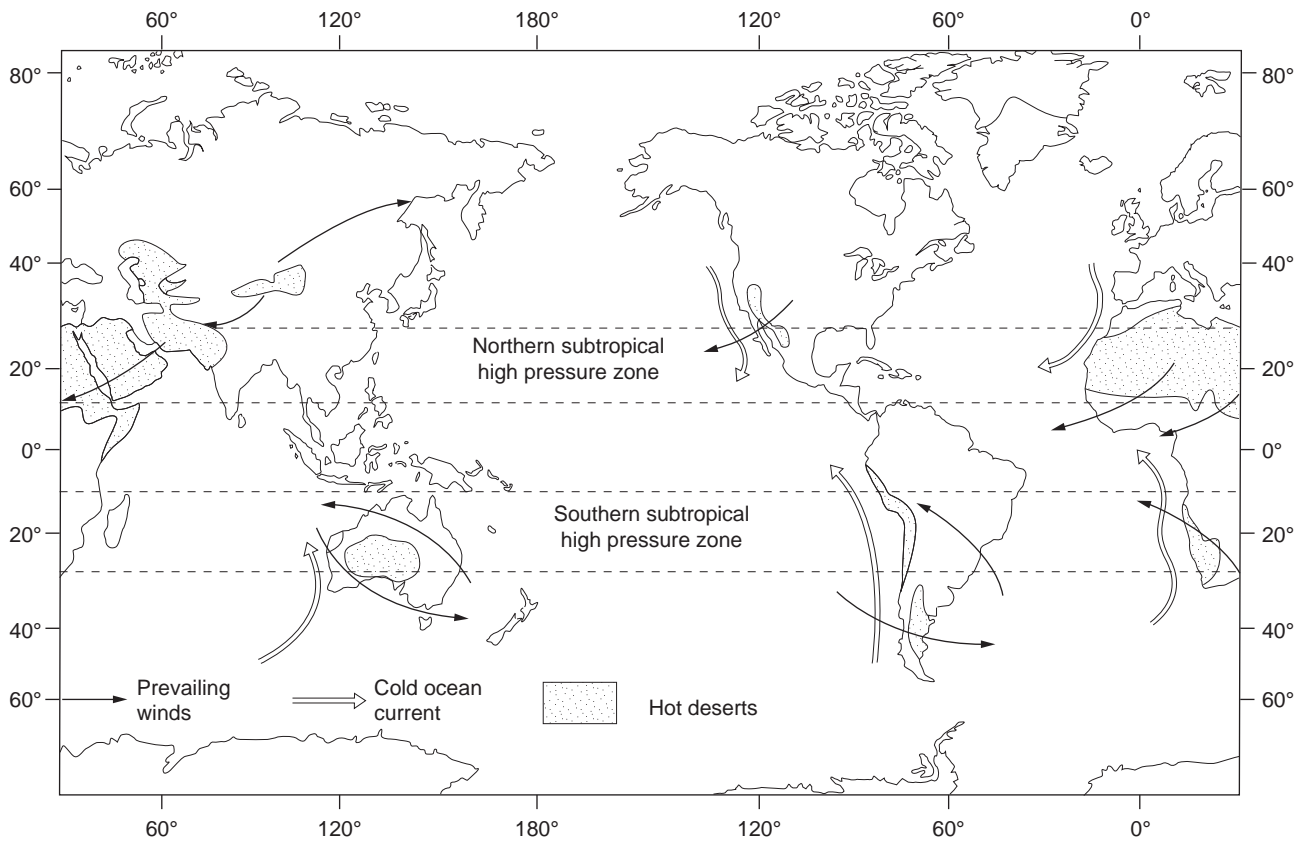 60° 120° 180° 120° 60° 0°
80° 80°
60° 60°
40° 40°
Northern subtropical
high pressure zone
20° 20°
0° 0°
Southern subtropical
high pressure zone
20° 20°
40° 40°
60° 60°
Prevailing
winds
Cold ocean
current
Hot deserts
60° 120° 180° 120° 60° 0°